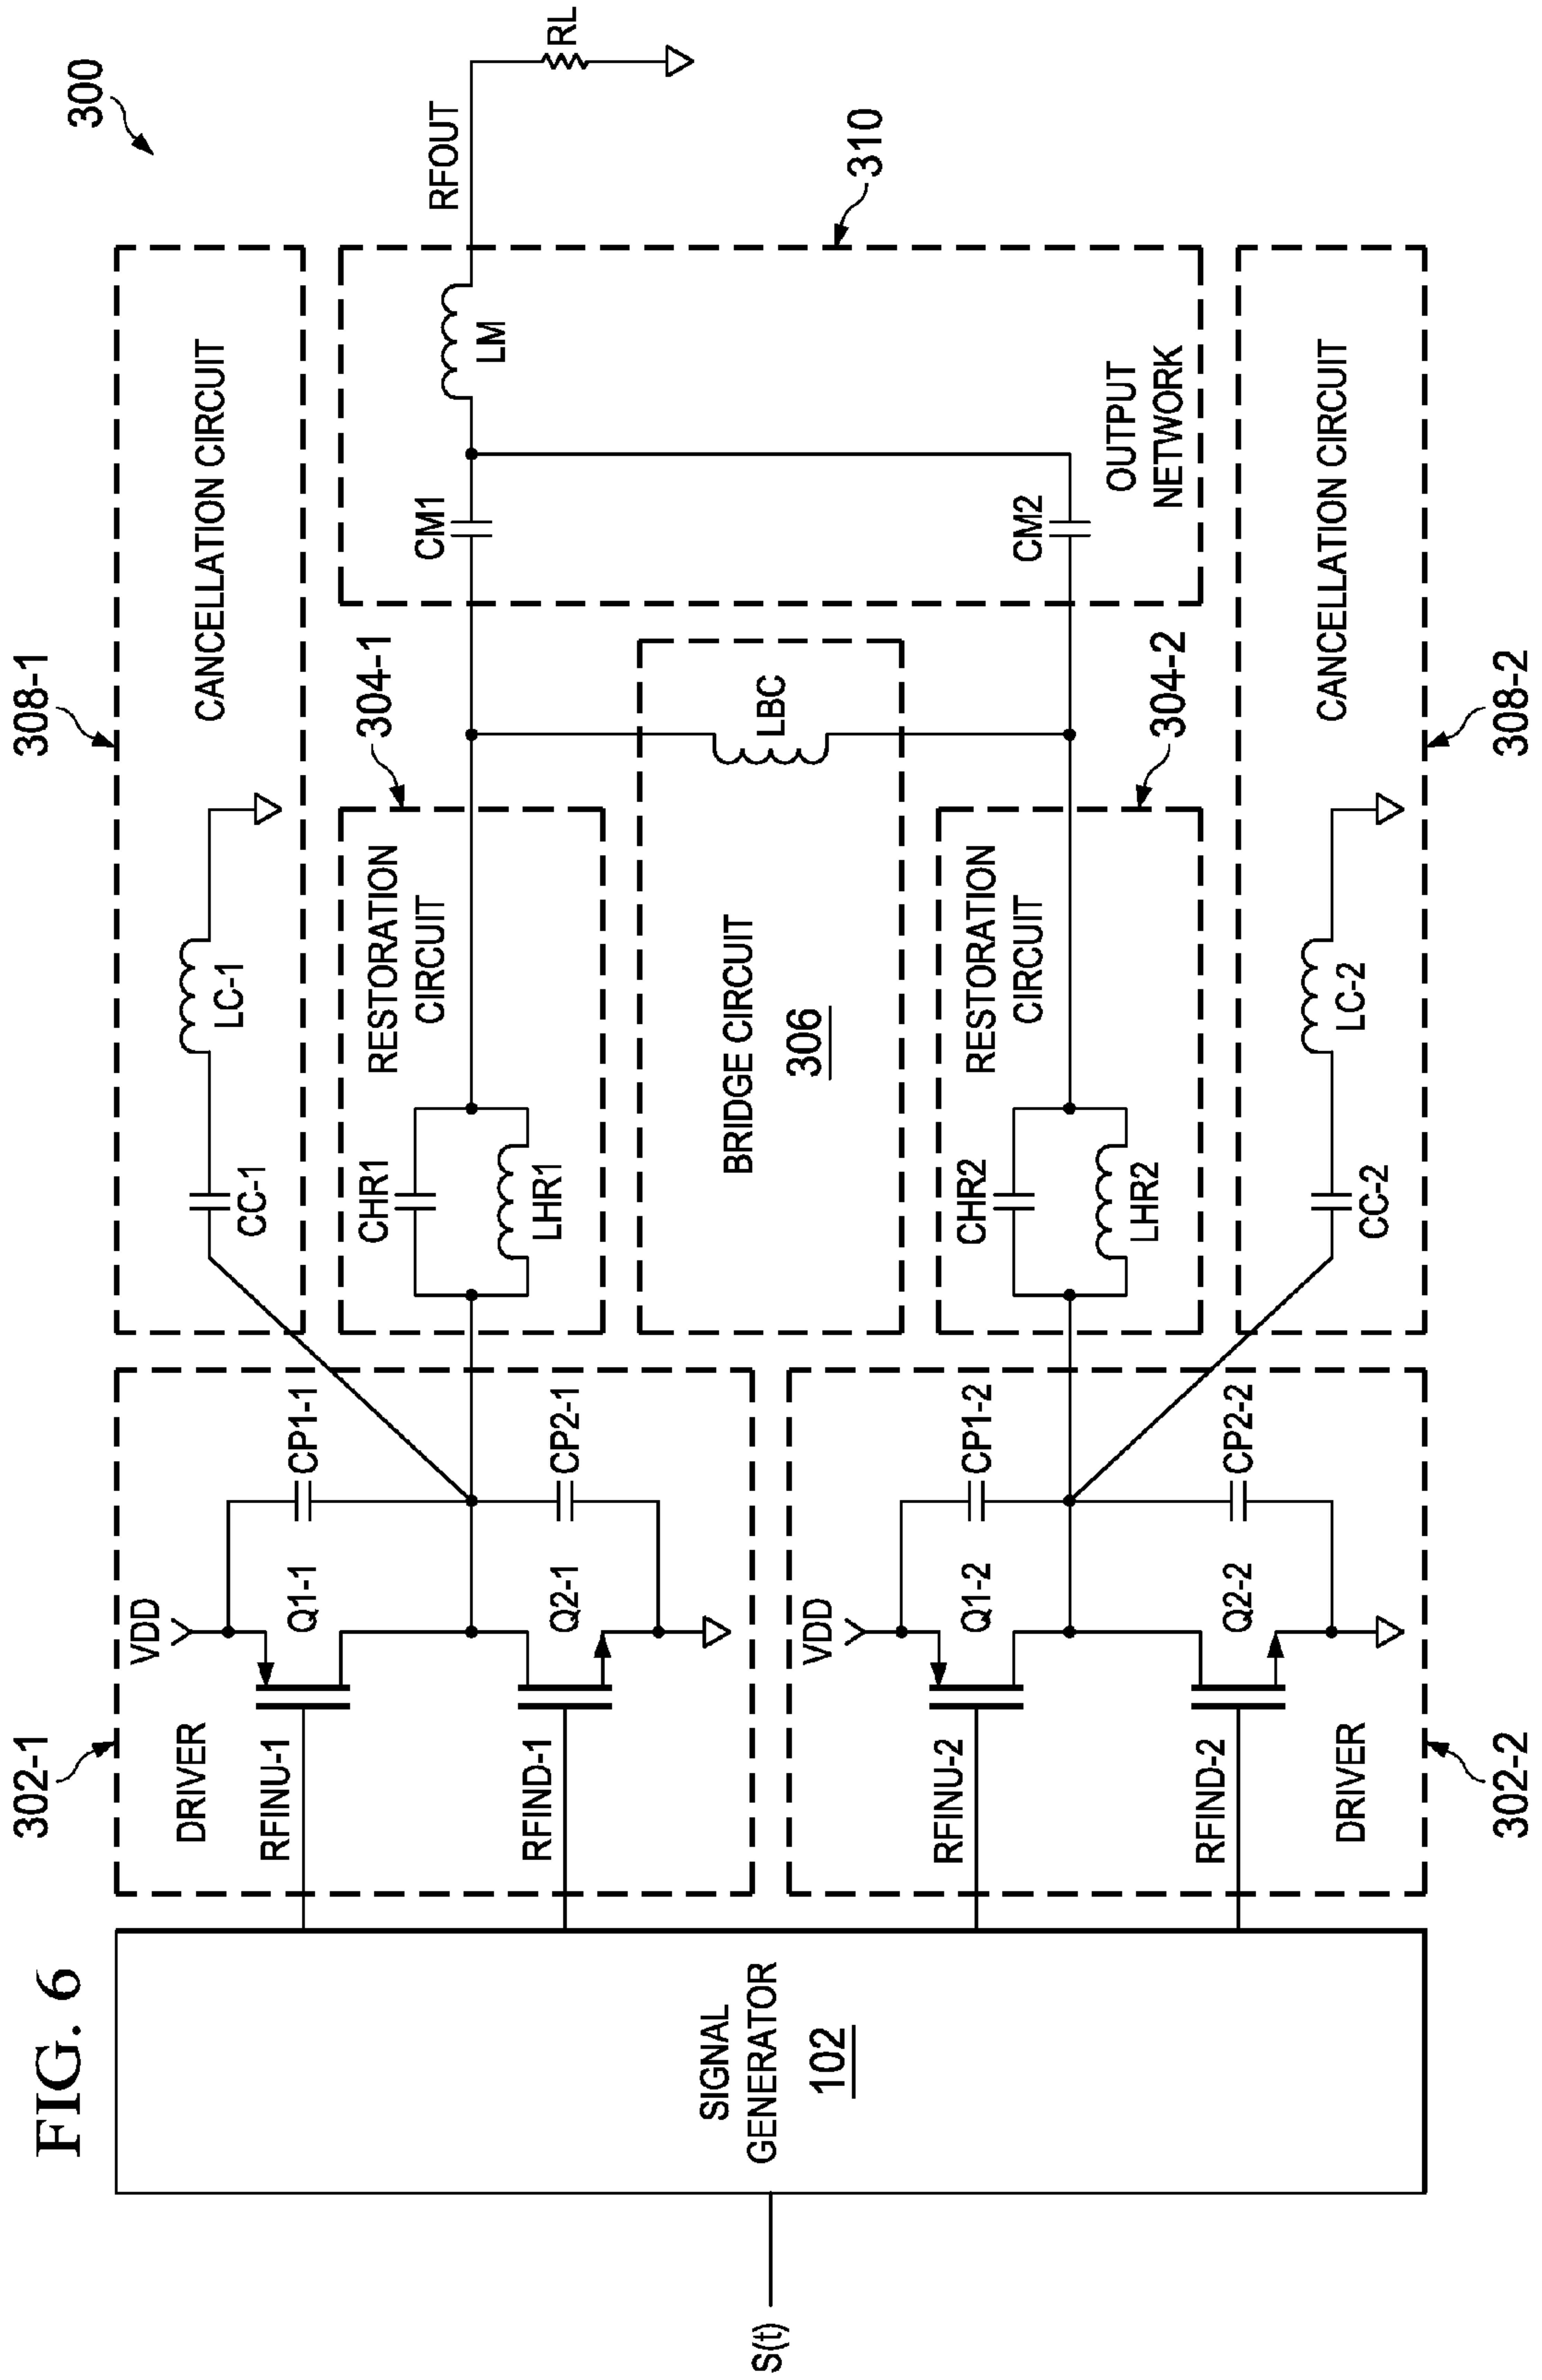 FIG. 6
300
S(t)
SIGNAL
GENERATOR
102
302-1
DRIVER
VDD
RFINU-1
RFIND-1
Q1-1
Q2-1
CP1-1
CP2-1
302-2
DRIVER
VDD
RFINU-2
RFIND-2
Q1-2
Q2-2
CP1-2
CP2-2
308-1
CANCELLATION CIRCUIT
CC-1
LC-1
304-1
RESTORATION
CIRCUIT
CHR1
LHR1
BRIDGE CIRCUIT
306
LBC
304-2
RESTORATION
CIRCUIT
CHR2
LHR2
308-2
CANCELLATION CIRCUIT
CC-2
LC-2
310
OUTPUT
NETWORK
CM1
CM2
LM
RFOUT
RL